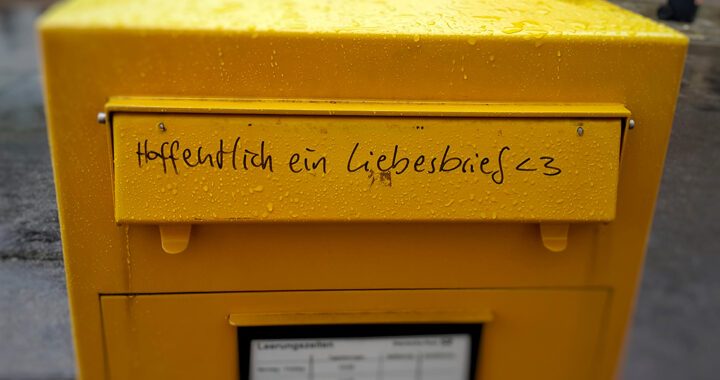 Hoffentlich ein Liebesbrief <3
Leerungszeiten